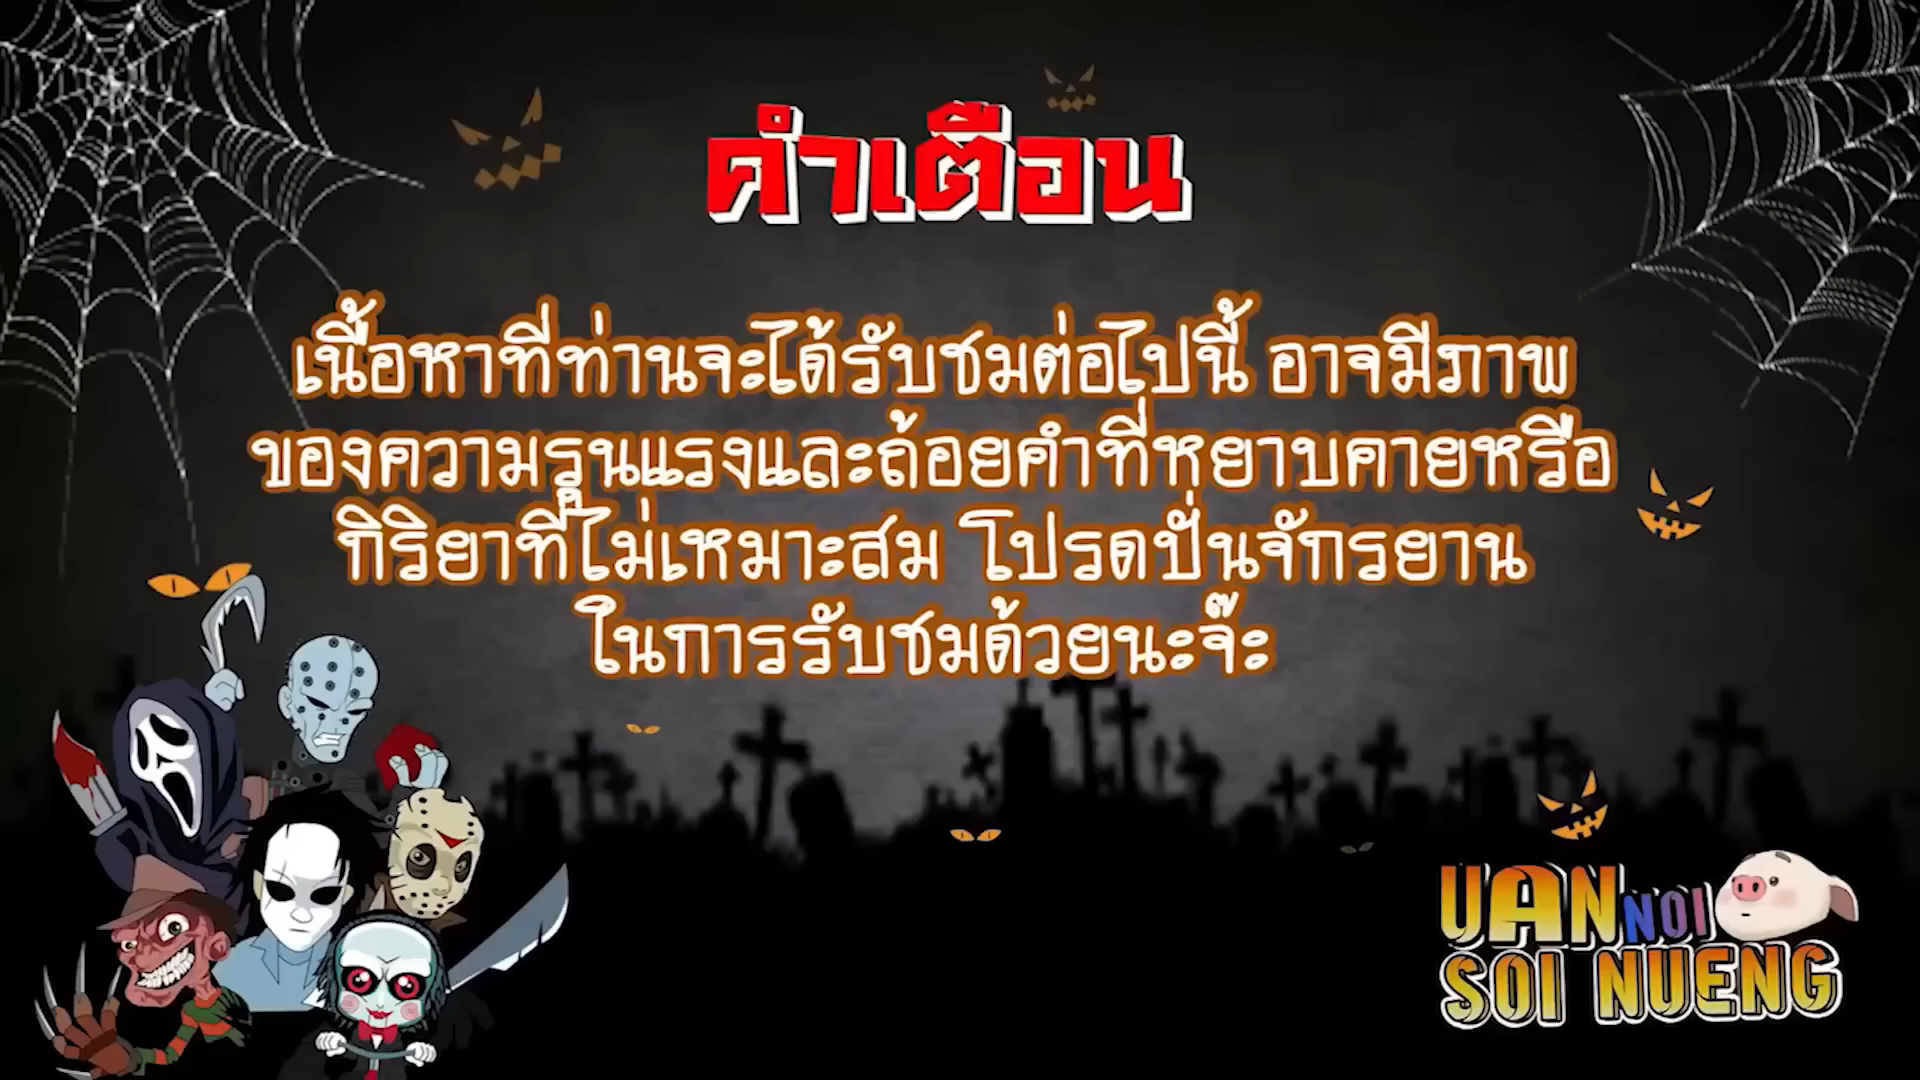 คำเตือน
เนื้อหาที่ท่านจะได้รับชมต่อไปนี้ อาจมีภาพ
ของความรุนแรงและถ้อยคำที่หยาบคายหรือ
กิริยาที่ไม่เหมาะสม โปรดปั่นจักรยาน
ในการรับชมด้วยนะจ๊ะ
UAN NOI
SOI NUENG